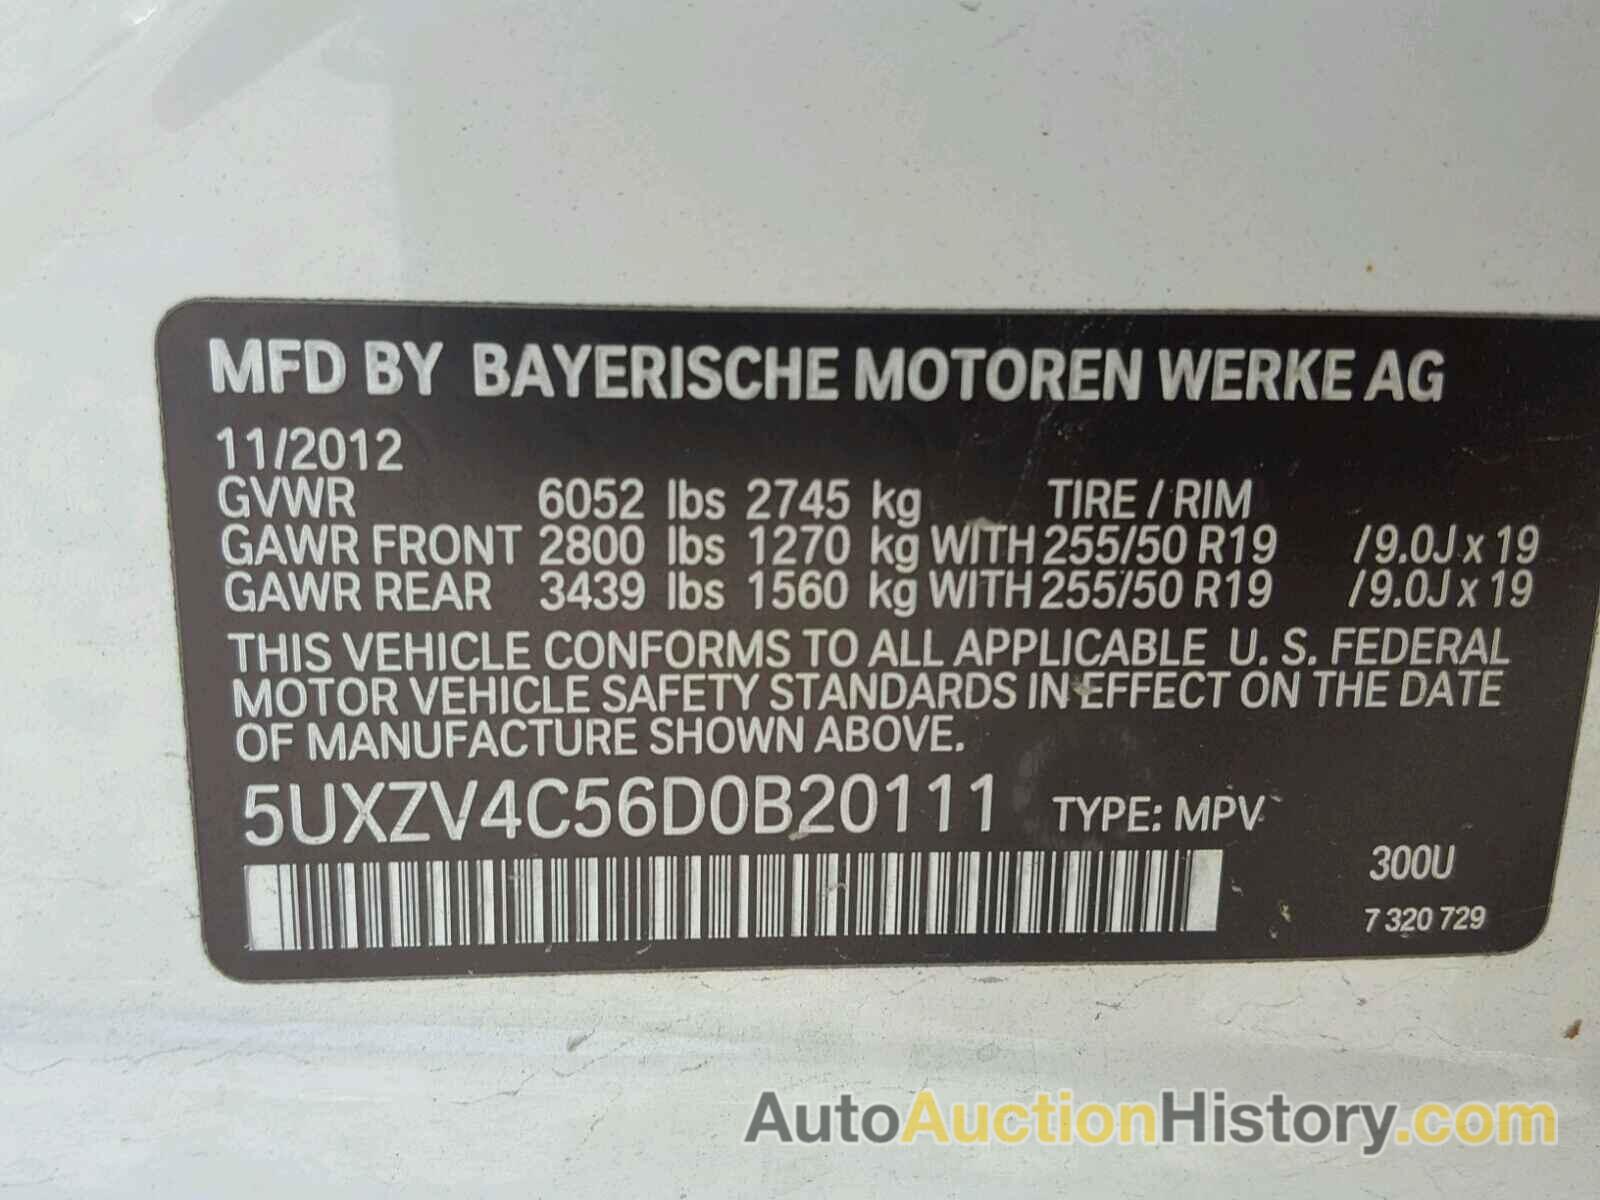 MFD BY BAYERISCHE MOTOREN WERKE AG
11/2012
GVWR 6052 lbs 2745 kg TIRE / RIM
GAWR FRONT 2800 lbs 1270 kg WITH 255/50 R19 /9.0J x 19
GAWR REAR 3439 lbs 1560 kg WITH 255/50 R19 /9.0J x 19
THIS VEHICLE CONFORMS TO ALL APPLICABLE U. S. FEDERAL
MOTOR VEHICLE SAFETY STANDARDS IN EFFECT ON THE DATE
OF MANUFACTURE SHOWN ABOVE.
5UXZV4C56D0B20111 TYPE: MPV
300U
7 320 729
AutoAuctionHistory.com